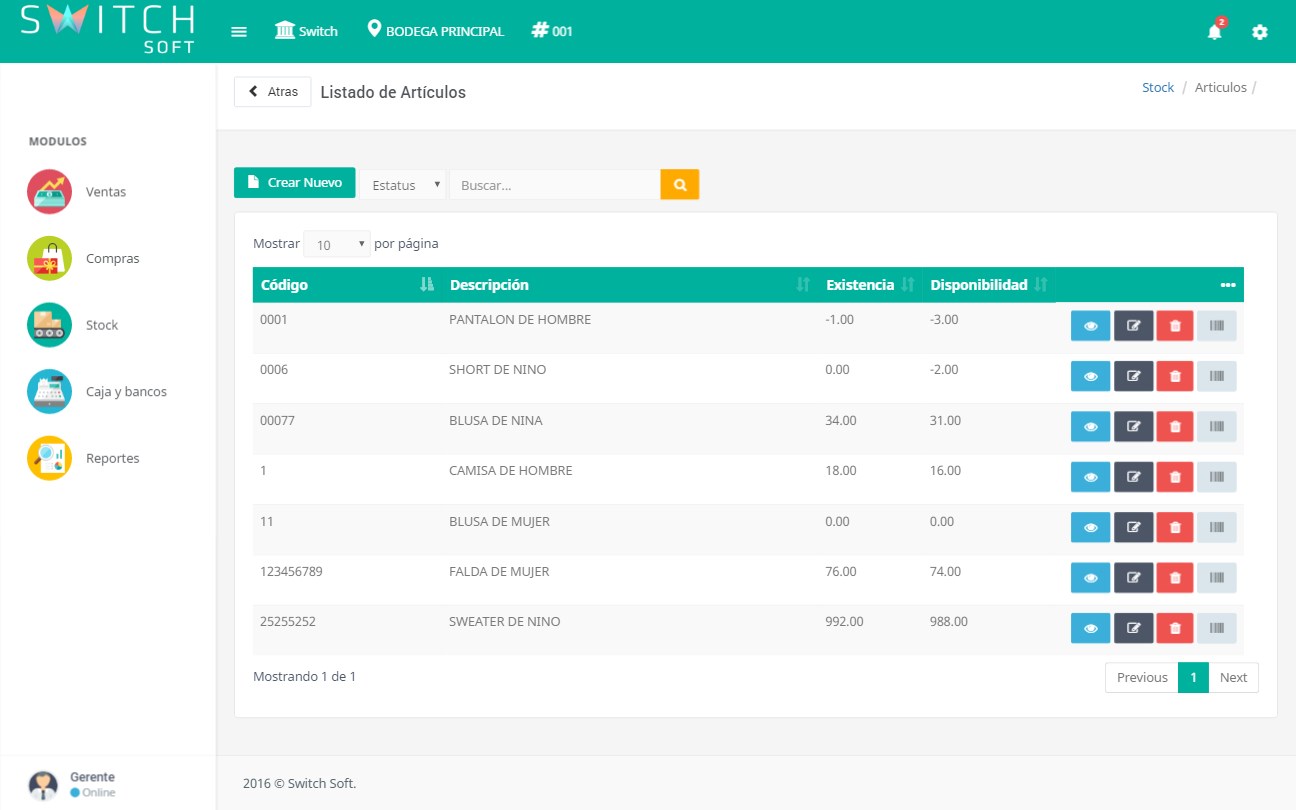 SWITCH
SOFT
Switch
BODEGA PRINCIPAL
# 001
2
Atras
Listado de Artículos
Stock / Articulos /
MODULOS
Ventas
Compras
Stock
Caja y bancos
Reportes
Crear Nuevo
Estatus
Buscar...
Mostrar 10 por página
Código Descripción Existencia Disponibilidad ...
0001 PANTALON DE HOMBRE -1.00 -3.00
0006 SHORT DE NINO 0.00 -2.00
00077 BLUSA DE NINA 34.00 31.00
1 CAMISA DE HOMBRE 18.00 16.00
11 BLUSA DE MUJER 0.00 0.00
123456789 FALDA DE MUJER 76.00 74.00
25255252 SWEATER DE NINO 992.00 988.00
Mostrando 1 de 1
Previous 1 Next
Gerente
Online
2016 © Switch Soft.